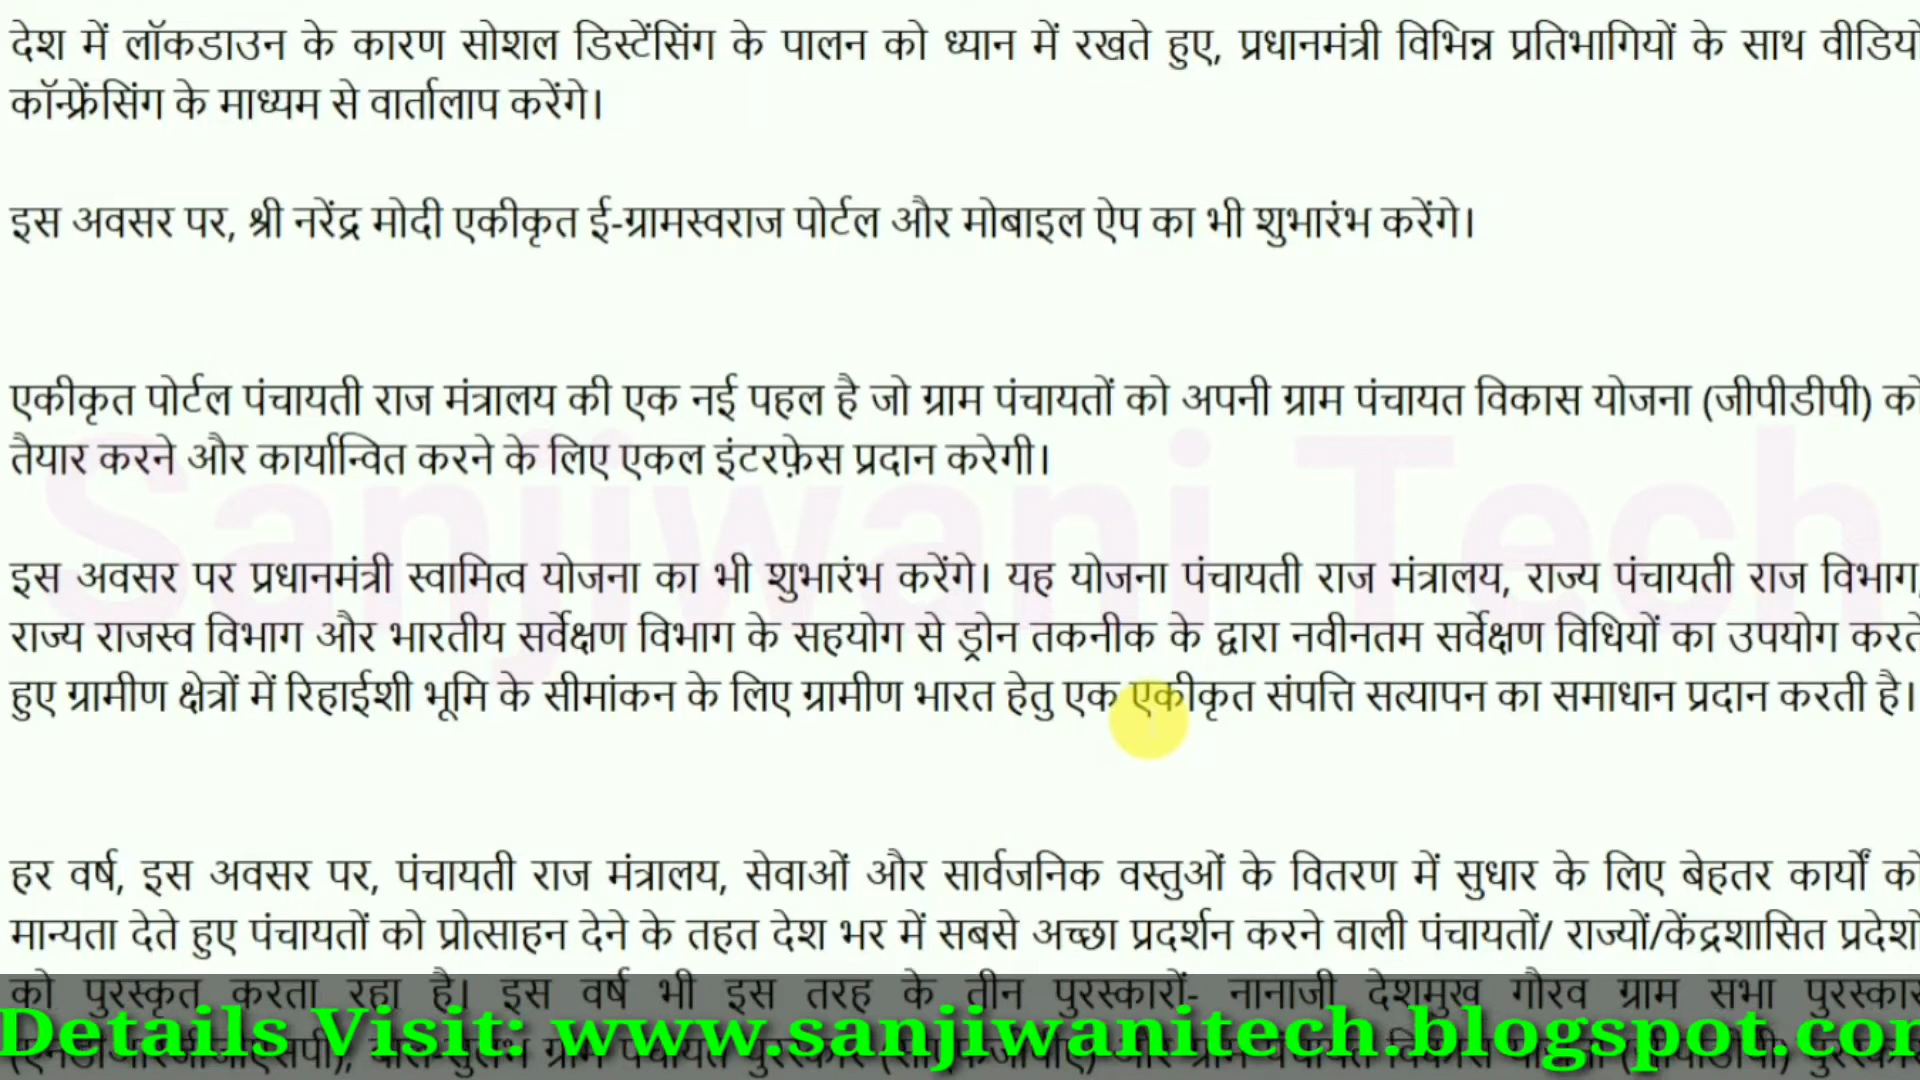 देश में लॉकडाउन के कारण सोशल डिस्टेंसिंग के पालन को ध्यान में रखते हुए, प्रधानमंत्री विभिन्न प्रतिभागियों के साथ वीडियो
कॉन्फ्रेंसिंग के माध्यम से वार्तालाप करेंगे।
इस अवसर पर, श्री नरेंद्र मोदी एकीकृत ई-ग्रामस्वराज पोर्टल और मोबाइल ऐप का भी शुभारंभ करेंगे।
एकीकृत पोर्टल पंचायती राज मंत्रालय की एक नई पहल है जो ग्राम पंचायतों को अपनी ग्राम पंचायत विकास योजना (जीपीडीपी) को
तैयार करने और कार्यान्वित करने के लिए एकल इंटरफ़ेस प्रदान करेगी।
Sanjiwani Tech
इस अवसर पर प्रधानमंत्री स्वामित्व योजना का भी शुभारंभ करेंगे। यह योजना पंचायती राज मंत्रालय, राज्य पंचायती राज विभाग,
राज्य राजस्व विभाग और भारतीय सर्वेक्षण विभाग के सहयोग से ड्रोन तकनीक के द्वारा नवीनतम सर्वेक्षण विधियों का उपयोग करते
हुए ग्रामीण क्षेत्रों में रिहाईशी भूमि के सीमांकन के लिए ग्रामीण भारत हेतु एक एकीकृत संपत्ति सत्यापन का समाधान प्रदान करती है।
हर वर्ष, इस अवसर पर, पंचायती राज मंत्रालय, सेवाओं और सार्वजनिक वस्तुओं के वितरण में सुधार के लिए बेहतर कार्यों को
मान्यता देते हुए पंचायतों को प्रोत्साहन देने के तहत देश भर में सबसे अच्छा प्रदर्शन करने वाली पंचायतों/ राज्यों/केंद्रशासित प्रदेशों
को पुरस्कृत करता रहा है। इस वर्ष भी इस तरह के तीन पुरस्कारों- नानाजी देशमुख गौरव ग्राम सभा पुरस्कार
Details Visit: www.sanjiwanitech.blogspot.com